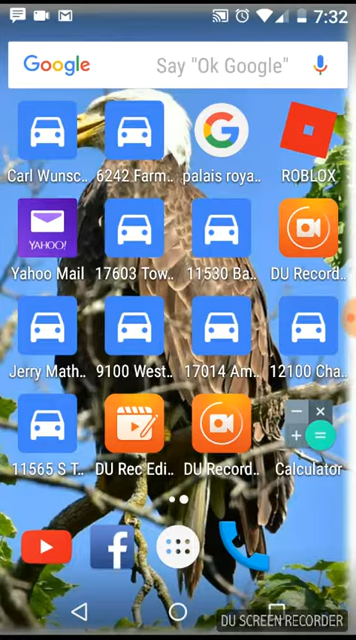 7:32
Google Say "Ok Google"
Carl Wunsc.. 6242 Farm.. palais roya.. ROBLOX
YAHOO!
Yahoo Mail 17603 Tow.. 11530 Ba.. DU Record..
Jerry Math.. 9100 West.. 17014 Am.. 12100 Cha..
11565 S T.. DU Rec Edi.. DU Record.. Calculator
DU SCREEN RECORDER